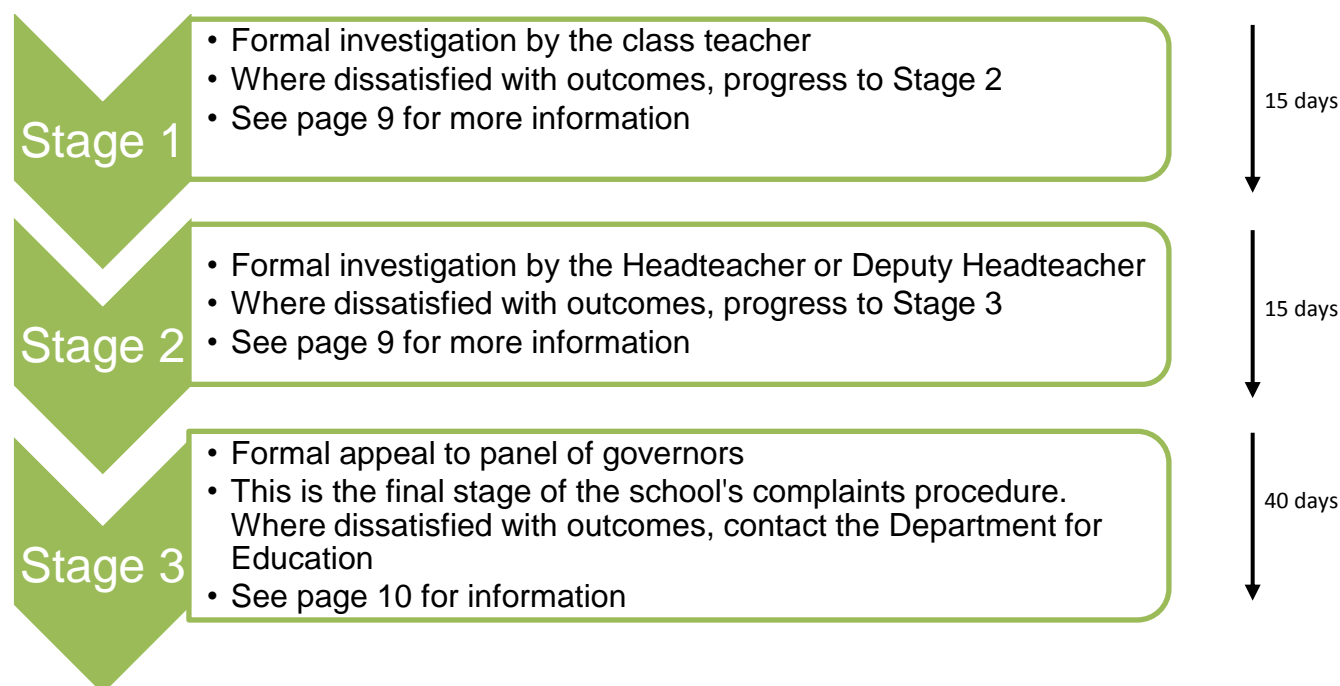 Stage 1
• Formal investigation by the class teacher
• Where dissatisfied with outcomes, progress to Stage 2
• See page 9 for more information
15 days
Stage 2
• Formal investigation by the Headteacher or Deputy Headteacher
• Where dissatisfied with outcomes, progress to Stage 3
• See page 9 for more information
15 days
Stage 3
• Formal appeal to panel of governors
• This is the final stage of the school's complaints procedure.
Where dissatisfied with outcomes, contact the Department for
Education
• See page 10 for information
40 days